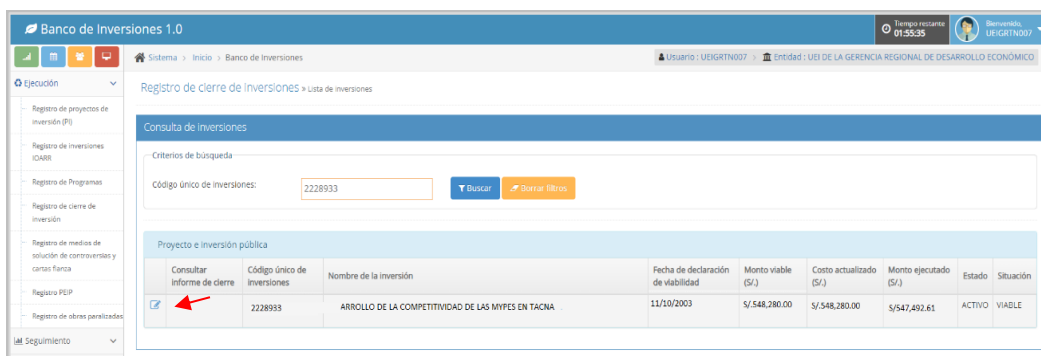 Banco de Inversiones 1.0
Tiempo restante
01:55:35
Bienvenido,
UEIGRTN007
Sistema > Inicio > Banco de Inversiones
Usuario : UEIGRTN007 > Entidad : UEI DE LA GERENCIA REGIONAL DE DESARROLLO ECONÓMICO
Ejecución
Registro de proyectos de
inversión (PI)
Registro de inversiones
IOARR
Registro de Programas
Registro de cierre de
inversión
Registro de medios de
solución de controversias y
cartas fianza
Registro PEIP
Registro de obras paralizadas
Seguimiento
Registro de cierre de Inversiones » Lista de Inversiones
Consulta de Inversiones
Criterios de búsqueda
Código único de Inversiones:
2228933
Buscar
Borrar filtros
Proyecto e Inversión pública
Consultar
informe de cierre
Código único de
Inversiones
Nombre de la inversión
Fecha de declaración
de viabilidad
Monto viable
(S/.)
Costo actualizado
(S/.)
Monto ejecutado
(S/.)
Estado
Situación
2228933
ARROLLO DE LA COMPETITIVIDAD DE LAS MYPES EN TACNA
11/10/2003
S/.548,280.00
S/.548,280.00
S/547,492.61
ACTIVO
VIABLE